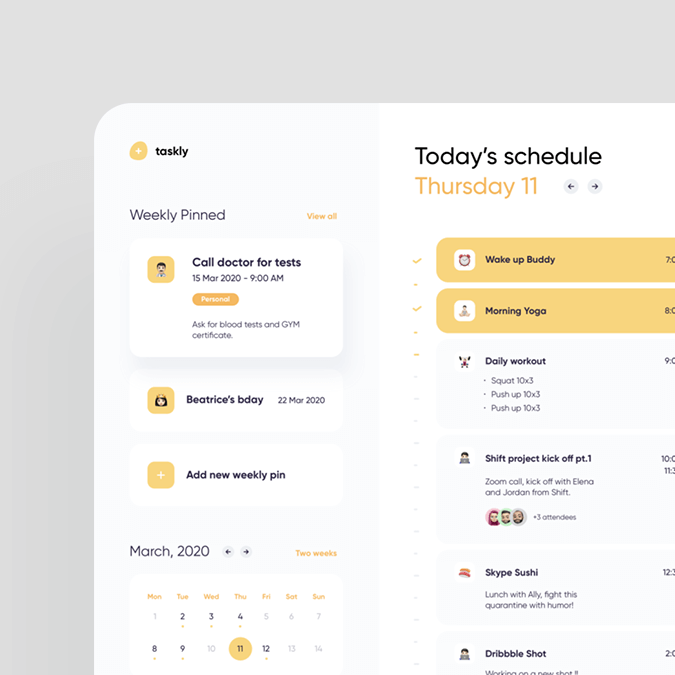 taskly
Weekly Pinned
View all
Call doctor for tests
15 Mar 2020 - 9:00 AM
Personal
Ask for blood tests and GYM
certificate.
Beatrice's bday 22 Mar 2020
Add new weekly pin
March, 2020
Two weeks
Mon Tue Wed Thu Fri Sat Sun
1 2 3 4 5 6 7
8 9 10 11 12 13 14
Today's schedule
Thursday 11
Wake up Buddy
7:0
Morning Yoga
8:0
Daily workout
9:0
• Squat 10x3
• Push up 10x3
• Push up 10x3
Shift project kick off pt.1
10:0
11:3
Zoom call, kick off with Elena
and Jordan from Shift.
+3 attendees
Skype Sushi
12:3
Lunch with Ally, fight this
quarantine with humor!
Dribbble Shot
2:0
Working on a new shot !!